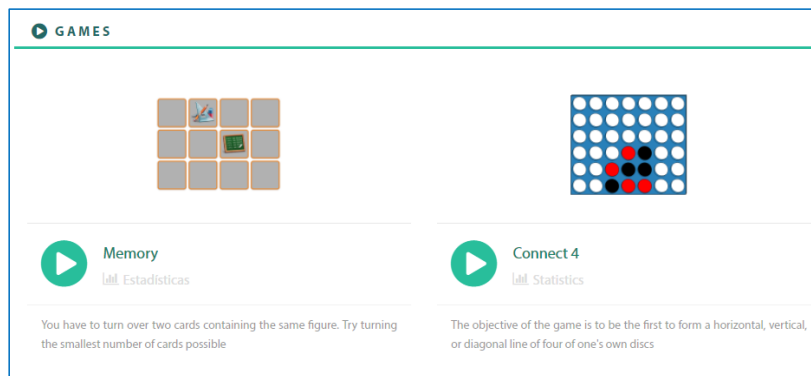 GAMES
Memory
Estadísticas
You have to turn over two cards containing the same figure. Try turning
the smallest number of cards possible
Connect 4
Statistics
The objective of the game is to be the first to form a horizontal, vertical,
or diagonal line of four of one's own discs